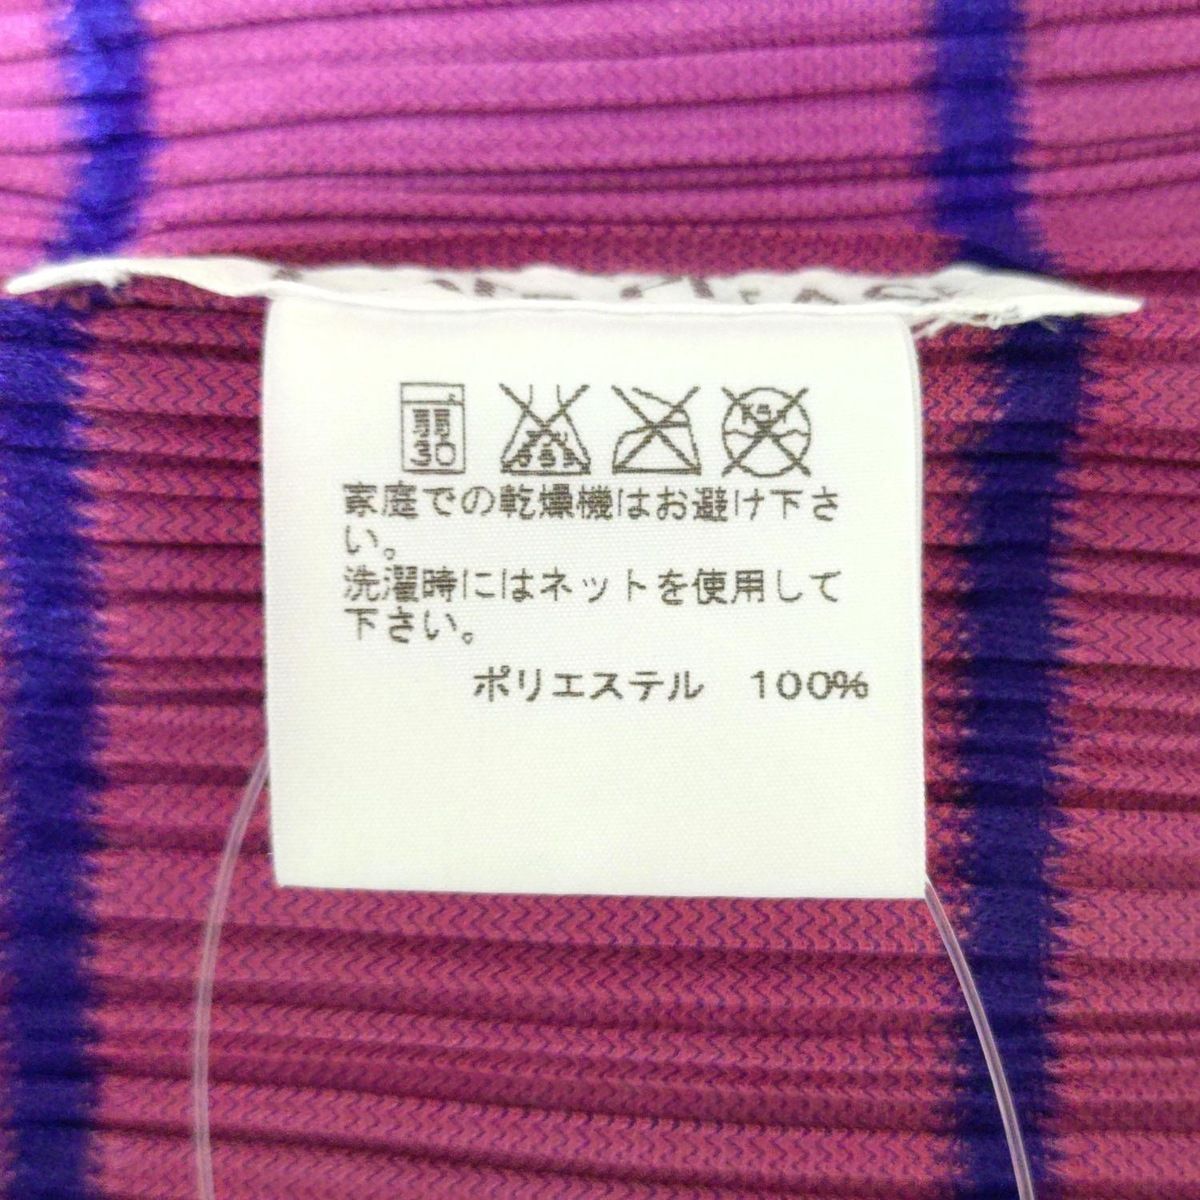 弱
30
家庭での乾燥機はお避け下さ
い。
洗濯時にはネットを使用して
下さい。
ポリエステル 100%